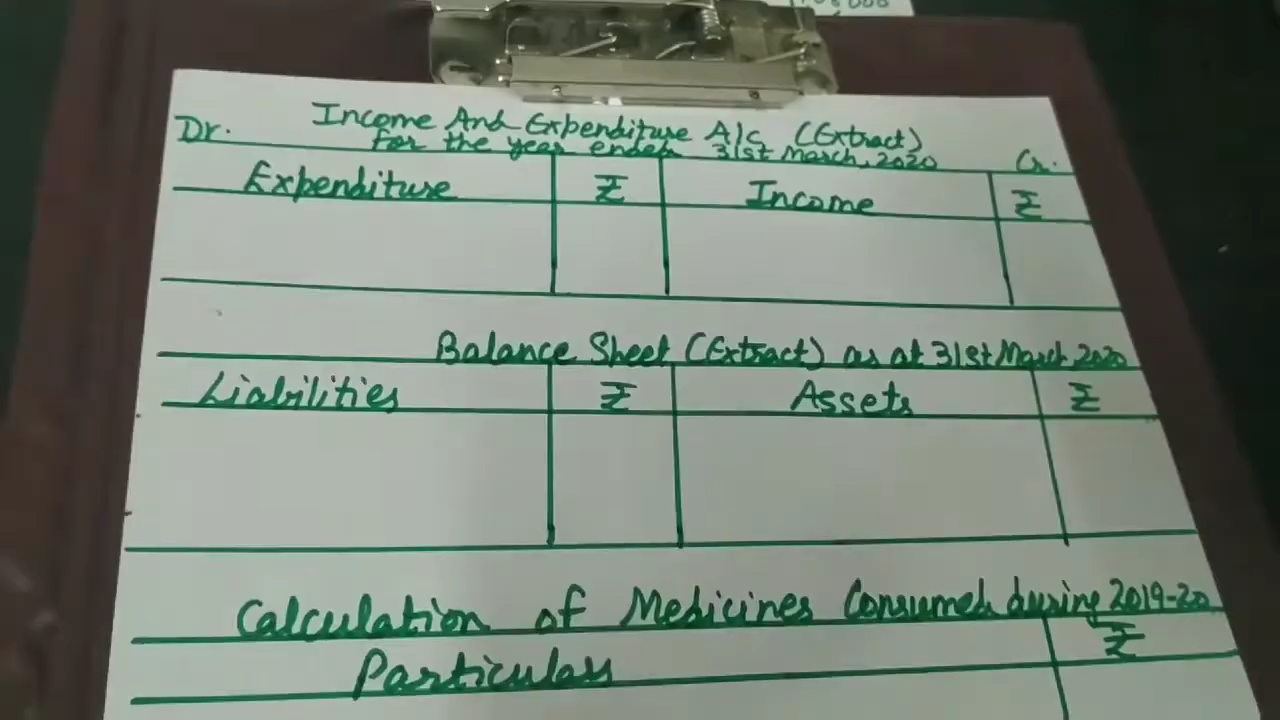 Income And Expenditure A/c (Extract)
Dr. For the year ended 31st March, 2020 Cr.
Expenditure ₹ Income ₹
Balance Sheet (Extract) as at 31st March, 2020
Liabilities ₹ Assets ₹
Calculation of Medicines Consumed during 2019-20
Particulars ₹